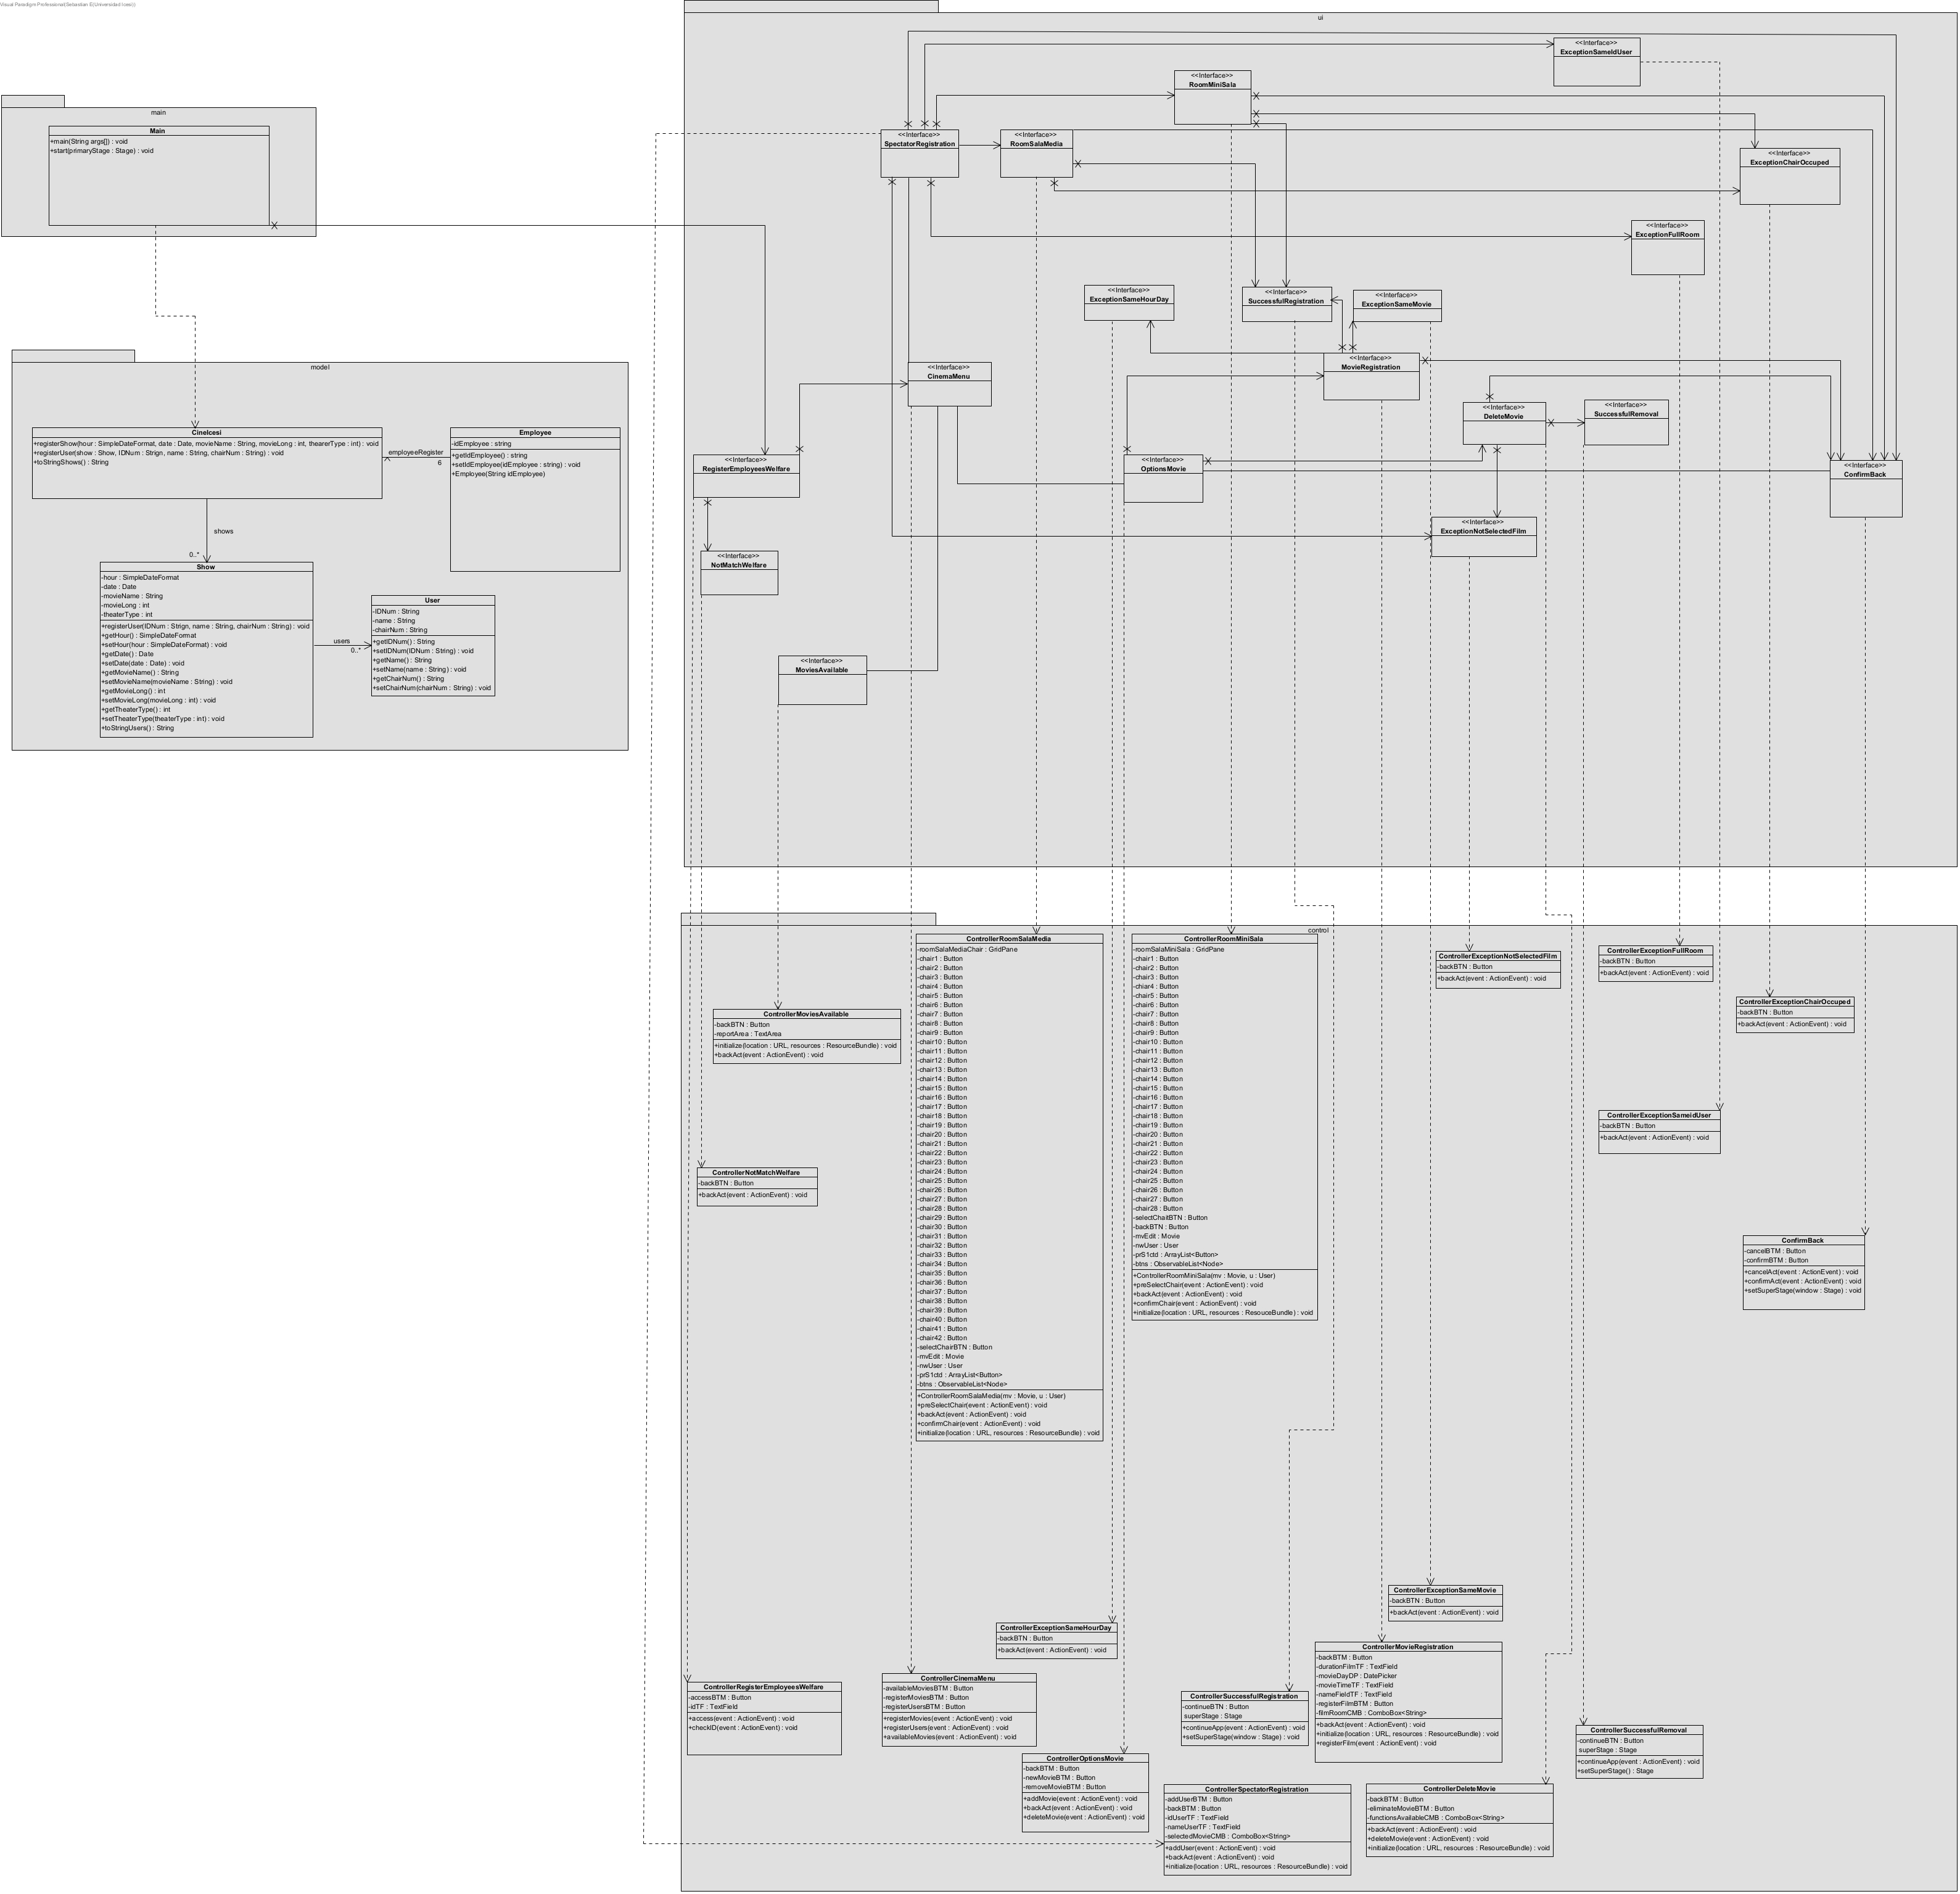 Visual Paradigm Professional(Sebastian E(Universidad Icesi))
main
Main
+main(String args[]) : void
+start(primaryStage : Stage) : void
model
CineIcesi
+registerShow(hour : SimpleDateFormat, date : Date, movieName : String, movieLong : int, thearerType : int) : void
+registerUser(show : Show, IDNum : Strign, name : String, chairNum : String) : void
+toStringShows() : String
employeeRegister
6
Employee
-idEmployee : string
+getIdEmployee() : string
+setIdEmployee(idEmployee : string) : void
+Employee(String idEmployee)
shows
0..*
Show
-hour : SimpleDateFormat
-date : Date
-movieName : String
-movieLong : int
-theaterType : int
+registerUser(IDNum : Strign, name : String, chairNum : String) : void
+getHour() : SimpleDateFormat
+setHour(hour : SimpleDateFormat) : void
+getDate() : Date
+setDate(date : Date) : void
+getMovieName() : String
+setMovieName(movieName : String) : void
+getMovieLong() : int
+setMovieLong(movieLong : int) : void
+getTheaterType() : int
+setTheaterType(theaterType : int) : void
+toStringUsers() : String
users
0..*
User
-IDNum : String
-name : String
-chairNum : String
+getIDNum() : String
+setIDNum(IDNum : String) : void
+getName() : String
+setName(name : String) : void
+getChairNum() : String
+setChairNum(chairNum : String) : void
ui
<<Interface>>
ExceptionSameIdUser
<<Interface>>
RoomMiniSala
<<Interface>>
SpectatorRegistration
<<Interface>>
RoomSalaMedia
<<Interface>>
ExceptionChairOccuped
<<Interface>>
ExceptionFullRoom
<<Interface>>
ExceptionSameHourDay
<<Interface>>
SuccessfulRegistration
<<Interface>>
ExceptionSameMovie
<<Interface>>
CinemaMenu
<<Interface>>
MovieRegistration
<<Interface>>
DeleteMovie
<<Interface>>
SuccessfulRemoval
<<Interface>>
RegisterEmployeesWelfare
<<Interface>>
OptionsMovie
<<Interface>>
ConfirmBack
<<Interface>>
ExceptionNotSelectedFilm
<<Interface>>
NotMatchWelfare
<<Interface>>
MoviesAvailable
control
ControllerRoomSalaMedia
-roomSalaMediaChair : GridPane
-chair1 : Button
-chair2 : Button
-chair3 : Button
-chair4 : Button
-chair5 : Button
-chair6 : Button
-chair7 : Button
-chair8 : Button
-chair9 : Button
-chair10 : Button
-chair11 : Button
-chair12 : Button
-chair13 : Button
-chair14 : Button
-chair15 : Button
-chair16 : Button
-chair17 : Button
-chair18 : Button
-chair19 : Button
-chair20 : Button
-chair21 : Button
-chair22 : Button
-chair23 : Button
-chair24 : Button
-chair25 : Button
-chair26 : Button
-chair27 : Button
-chair28 : Button
-chair29 : Button
-chair30 : Button
-chair31 : Button
-chair32 : Button
-chair33 : Button
-chair34 : Button
-chair35 : Button
-chair36 : Button
-chair37 : Button
-chair38 : Button
-chair39 : Button
-chair40 : Button
-chair41 : Button
-chair42 : Button
-selectChairBTN : Button
-mvEdit : Movie
-nwUser : User
-prS1ctd : ArrayList<Button>
-btns : ObservableList<Node>
+ControllerRoomSalaMedia(mv : Movie, u : User)
+preSelectChair(event : ActionEvent) : void
+backAct(event : ActionEvent) : void
+confirmChair(event : ActionEvent) : void
+initialize(location : URL, resources : ResourceBundle) : void
ControllerRoomMiniSala
-roomSalaMiniSala : GridPane
-chair1 : Button
-chair2 : Button
-chair3 : Button
-chiar4 : Button
-chair5 : Button
-chair6 : Button
-chair7 : Button
-chair8 : Button
-chair9 : Button
-chair10 : Button
-chair11 : Button
-chair12 : Button
-chair13 : Button
-chair14 : Button
-chair15 : Button
-chair16 : Button
-chair17 : Button
-chair18 : Button
-chair19 : Button
-chair20 : Button
-chair21 : Button
-chair22 : Button
-chair23 : Button
-chair24 : Button
-chair25 : Button
-chair26 : Button
-chair27 : Button
-chair28 : Button
-selectChaitBTN : Button
-backBTN : Button
-mvEdit : Movie
-nwUser : User
-prS1ctd : ArrayList<Button>
-btns : ObservableList<Node>
+ControllerRoomMiniSala(mv : Movie, u : User)
+preSelectChair(event : ActionEvent) : void
+backAct(event : ActionEvent) : void
+confirmChair(event : ActionEvent) : void
+initialize(location : URL, resources : ResouceBundle) : void
ControllerExceptionNotSelectedFilm
-backBTN : Button
+backAct(event : ActionEvent) : void
ControllerExceptionFullRoom
-backBTN : Button
+backAct(event : ActionEvent) : void
ControllerExceptionChairOccuped
-backBTN : Button
+backAct(event : ActionEvent) : void
ControllerMoviesAvailable
-backBTN : Button
-reportArea : TextArea
+initialize(location : URL, resources : ResourceBundle) : void
+backAct(event : ActionEvent) : void
ControllerExceptionSameidUser
-backBTN : Button
+backAct(event : ActionEvent) : void
ControllerNotMatchWelfare
-backBTN : Button
+backAct(event : ActionEvent) : void
ConfirmBack
-cancelBTM : Button
-confirmBTM : Button
+cancelAct(event : ActionEvent) : void
+confirmAct(event : ActionEvent) : void
+setSuperStage(window : Stage) : void
ControllerExceptionSameMovie
-backBTN : Button
+backAct(event : ActionEvent) : void
ControllerExceptionSameHourDay
-backBTN : Button
+backAct(event : ActionEvent) : void
ControllerMovieRegistration
-backBTM : Button
-durationFilmTF : TextField
-movieDayDP : DatePicker
-movieTimeTF : TextField
-nameFieldTF : TextField
-registerFilmBTM : Button
-filmRoomCMB : ComboBox<String>
+backAct(event : ActionEvent) : void
+initialize(location : URL, resources : ResourceBundle) : void
+registerFilm(event : ActionEvent) : void
ControllerRegisterEmployeesWelfare
-accessBTM : Button
-idTF : TextField
+access(event : ActionEvent) : void
+checkID(event : ActionEvent) : void
ControllerCinemaMenu
-availableMoviesBTM : Button
-registerMoviesBTM : Button
-registerUsersBTM : Button
+registerMovies(event : ActionEvent) : void
+registerUsers(event : ActionEvent) : void
+availableMovies(event : ActionEvent) : void
ControllerSuccessfulRegistration
-continueBTN : Button
superStage : Stage
+continueApp(event : ActionEvent) : void
+setSuperStage(window : Stage) : void
ControllerSuccessfulRemoval
-continueBTN : Button
superStage : Stage
+continueApp(event : ActionEvent) : void
+setSuperStage() : Stage
ControllerOptionsMovie
-backBTM : Button
-newMovieBTM : Button
-removeMovieBTM : Button
+addMovie(event : ActionEvent) : void
+backAct(event : ActionEvent) : void
+deleteMovie(event : ActionEvent) : void
ControllerSpectatorRegistration
-addUserBTM : Button
-backBTM : Button
-idUserTF : TextField
-nameUserTF : TextField
-selectedMovieCMB : ComboBox<String>
+addUser(event : ActionEvent) : void
+backAct(event : ActionEvent) : void
+initialize(location : URL, resources : ResourceBundle) : void
ControllerDeleteMovie
-backBTM : Button
-eliminateMovieBTM : Button
-functionsAvailableCMB : ComboBox<String>
+backAct(event : ActionEvent) : void
+deleteMovie(event : ActionEvent) : void
+initialize(location : URL, resources : ResourceBundle) : void